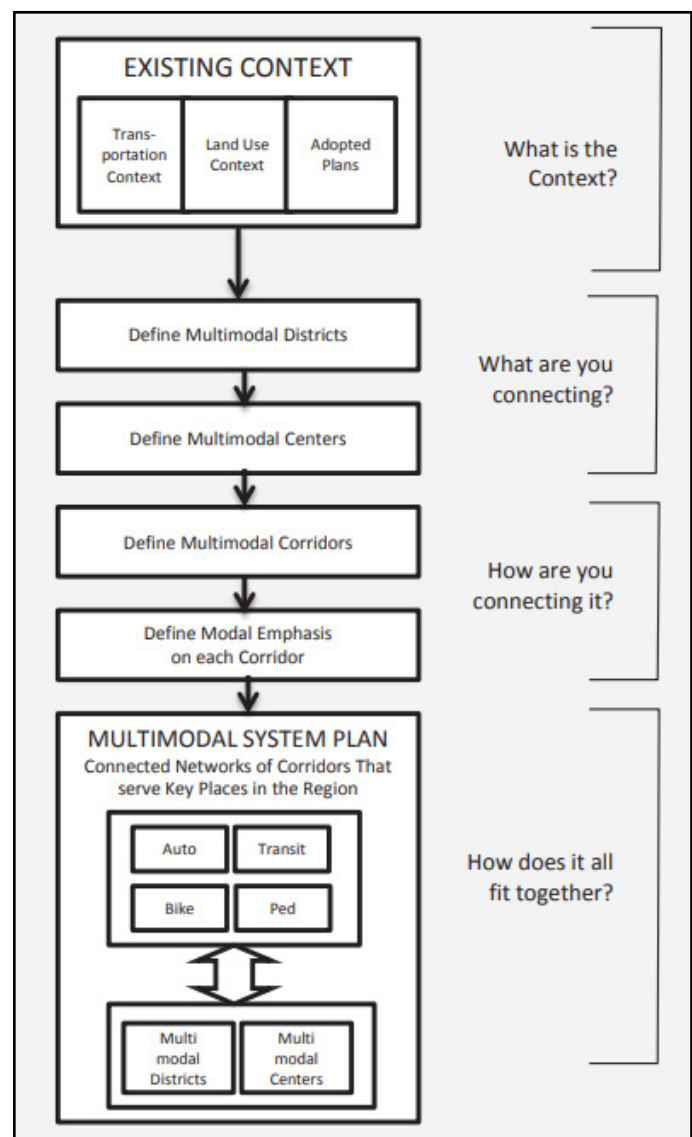 EXISTING CONTEXT
Trans-
portation
Context
Land Use
Context
Adopted
Plans
What is the
Context?
Define Multimodal Districts
What are you
connecting?
Define Multimodal Centers
Define Multimodal Corridors
How are you
connecting it?
Define Modal Emphasis
on each Corridor
MULTIMODAL SYSTEM PLAN
Connected Networks of Corridors That
serve Key Places in the Region
Auto
Transit
Bike
Ped
How does it all
fit together?
Multi
modal
Districts
Multi
modal
Centers